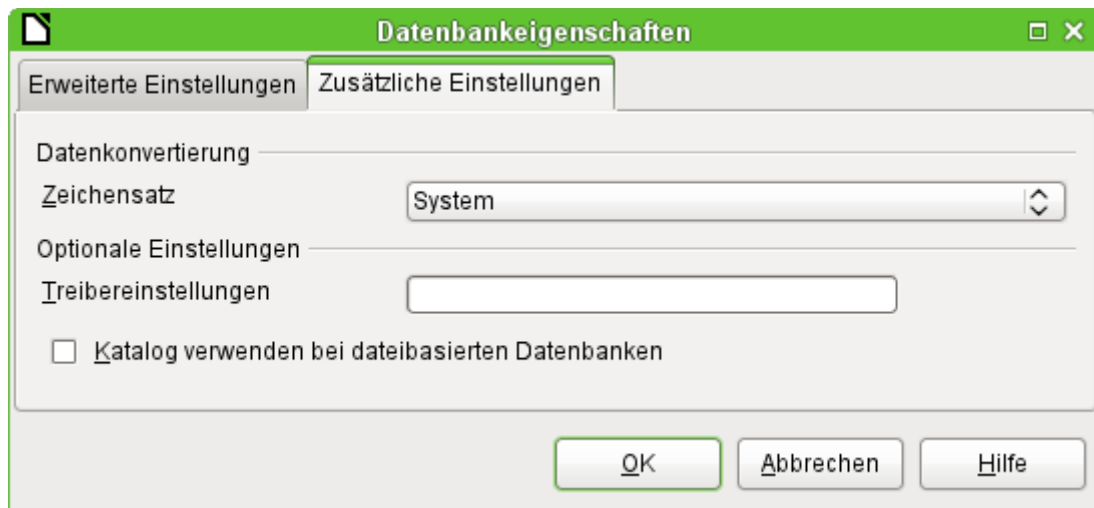 Datenbankeigenschaften
Erweiterte Einstellungen Zusätzliche Einstellungen
Datenkonvertierung
Zeichensatz System
Optionale Einstellungen
Treibereinstellungen
Katalog verwenden bei dateibasierten Datenbanken
OK Abbrechen Hilfe